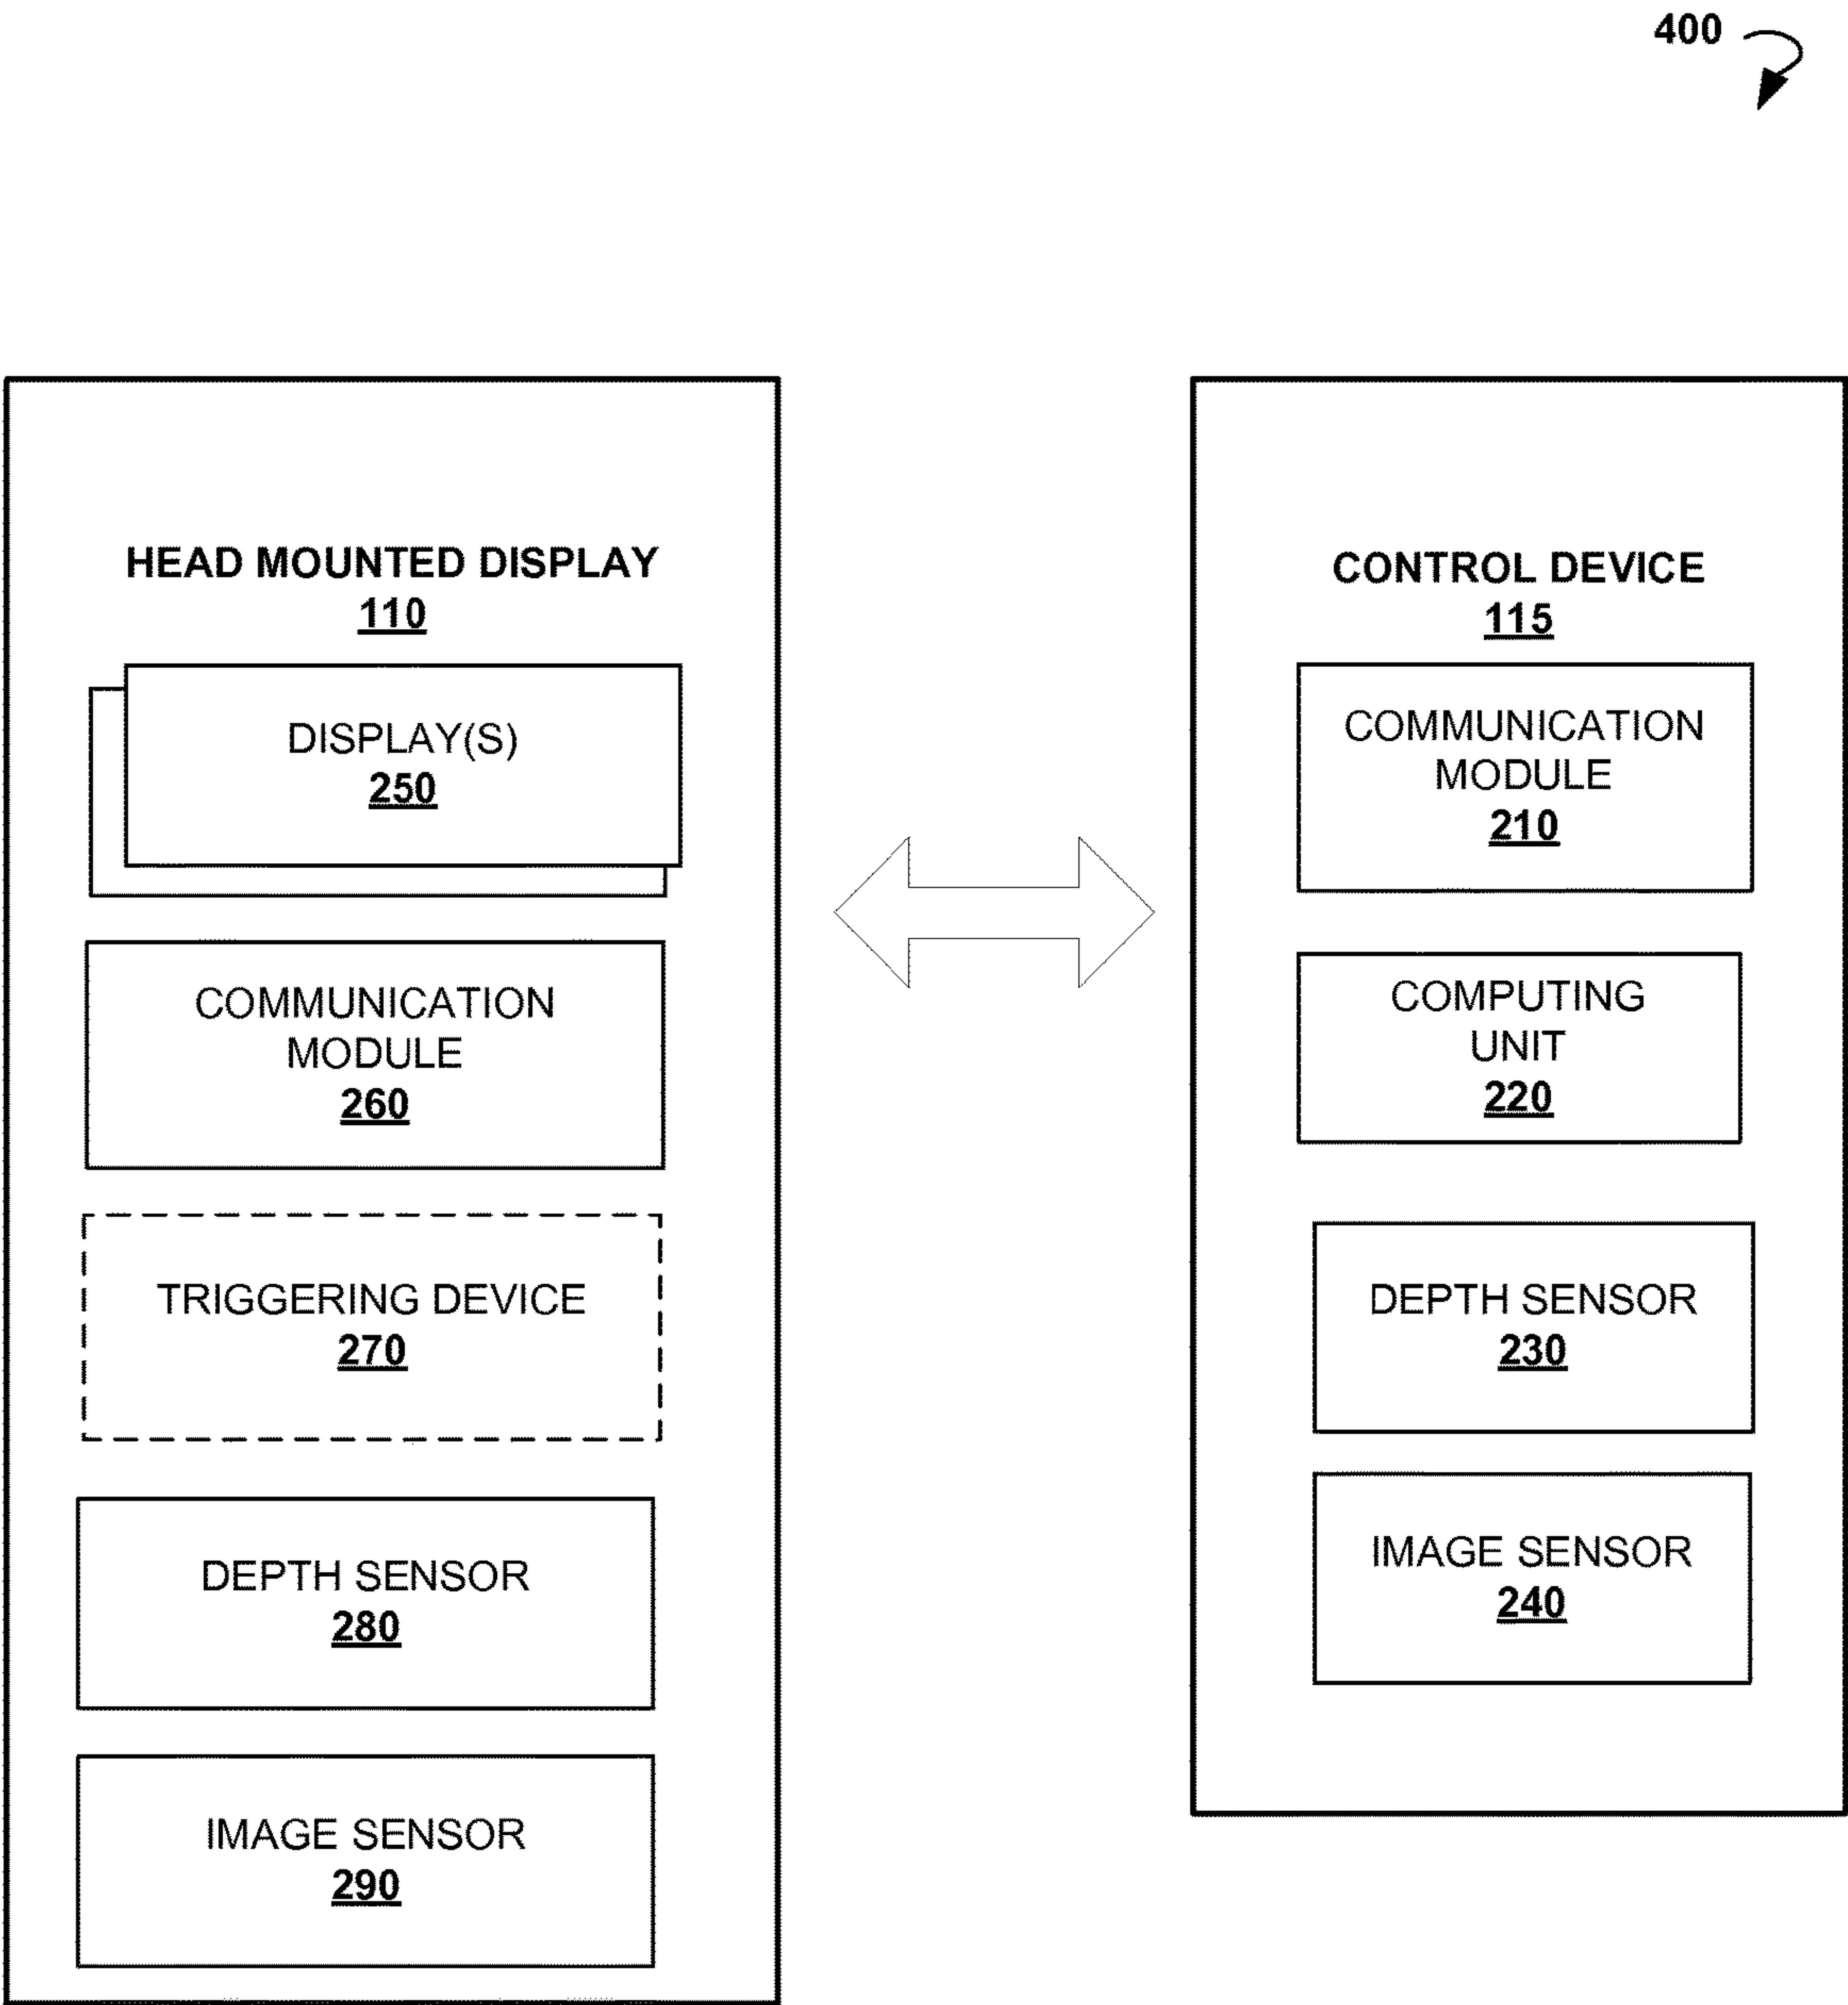 400
HEAD MOUNTED DISPLAY
110
DISPLAY(S)
250
COMMUNICATION
MODULE
260
TRIGGERING DEVICE
270
DEPTH SENSOR
280
IMAGE SENSOR
290
CONTROL DEVICE
115
COMMUNICATION
MODULE
210
COMPUTING
UNIT
220
DEPTH SENSOR
230
IMAGE SENSOR
240